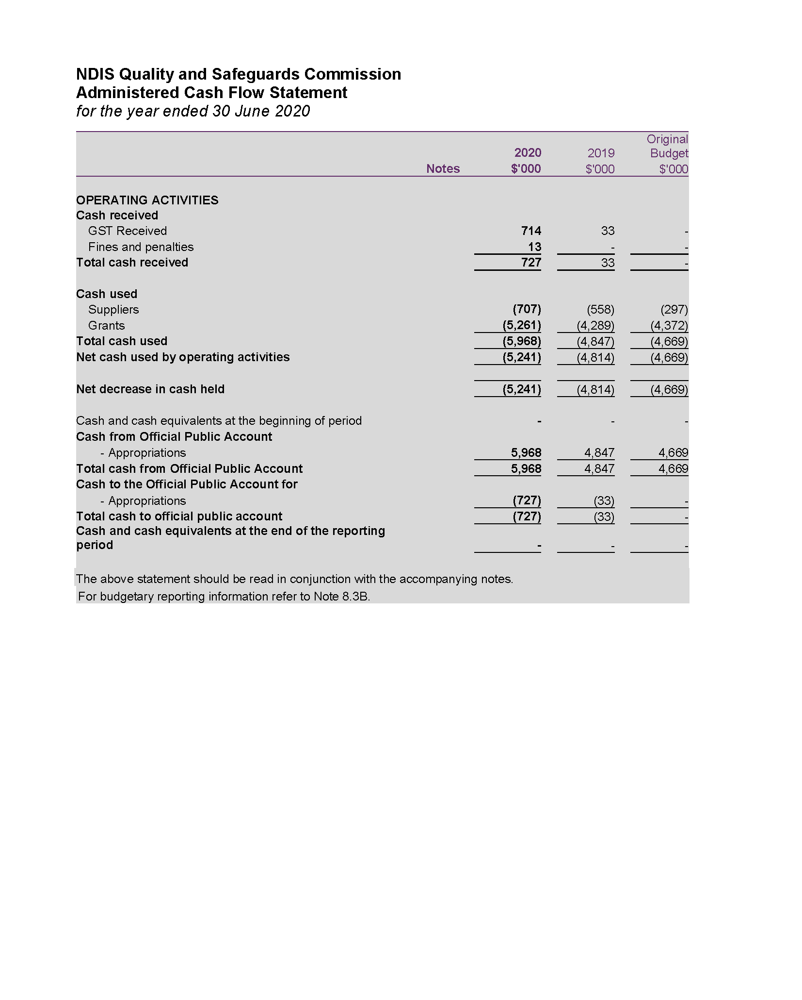 NDIS Quality and Safeguards Commission
Administered Cash Flow Statement
for the year ended 30 June 2020
Original
2020 2019 Budget
Notes $'000 $'000 $'000
OPERATING ACTIVITIES
Cash received
GST Received 714 33 -
Fines and penalties 13 - -
Total cash received 727 33 -
Cash used
Suppliers (707) (558) (297)
Grants (5,261) (4,289) (4,372)
Total cash used (5,968) (4,847) (4,669)
Net cash used by operating activities (5,241) (4,814) (4,669)
Net decrease in cash held (5,241) (4,814) (4,669)
Cash and cash equivalents at the beginning of period - - -
Cash from Official Public Account
- Appropriations 5,968 4,847 4,669
Total cash from Official Public Account 5,968 4,847 4,669
Cash to the Official Public Account for
- Appropriations (727) (33) -
Total cash to official public account (727) (33) -
Cash and cash equivalents at the end of the reporting
period - - -
The above statement should be read in conjunction with the accompanying notes.
For budgetary reporting information refer to Note 8.3B.